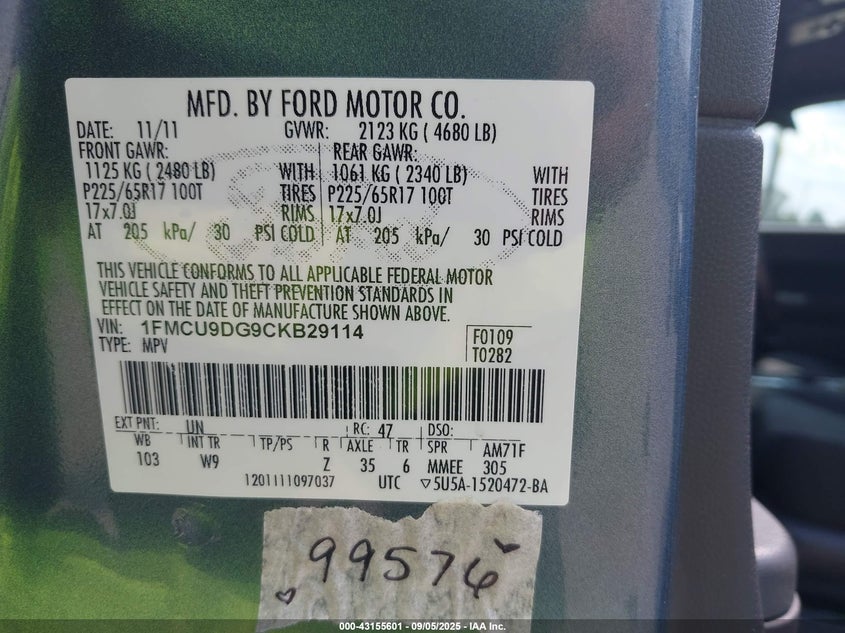 MFD. BY FORD MOTOR CO.
DATE: 11/11 GVWR: 2123 KG ( 4680 LB)
FRONT GAWR: REAR GAWR:
1125 KG ( 2480 LB) WITH 1061 KG ( 2340 LB) WITH
P225/65R17 100T TIRES P225/65R17 100T TIRES
17x7.0J RIMS 17x7.0J RIMS
AT 205 kPa/ 30 PSI COLD AT 205 kPa/ 30 PSI COLD
THIS VEHICLE CONFORMS TO ALL APPLICABLE FEDERAL MOTOR
VEHICLE SAFETY AND THEFT PREVENTION STANDARDS IN
EFFECT ON THE DATE OF MANUFACTURE SHOWN ABOVE.
VIN: 1FMCU9DG9CKB29114 F0109
TYPE: MPV T0282
EXT PNT: UN RC: 47 DSO:
WB INT TR TP/PS R AXLE TR SPR AM71F
103 W9 Z 35 6 MMEE 305
1201111097037 UTC ▽5U5A-1520472-BA
99576
000-43155601 - 09/05/2025 - © IAA Inc.